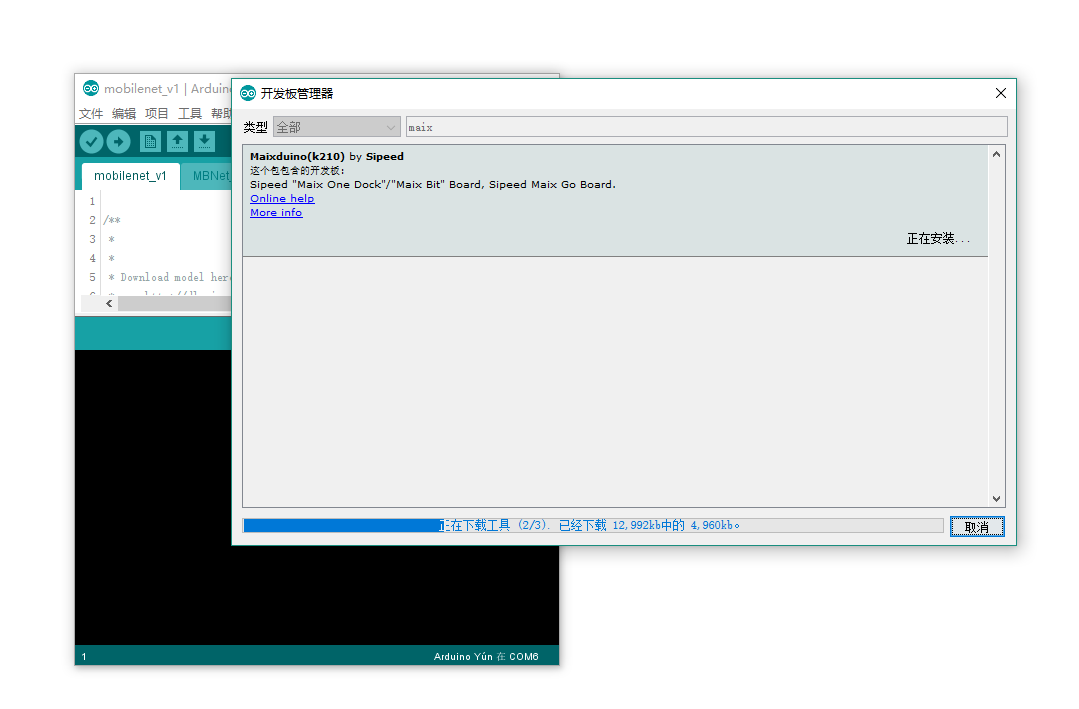 mobilenet_v1 | Arduin
文件 编辑 项目 工具 帮助
mobilenet_v1 MBNet_
1
2 /**
3 *
4 *
5 * Download model here
1 Arduino Yún 在 COM6
开发板管理器
类型 全部 maix
Maixduino(k210) by Sipeed
这个包包含的开发板:
Sipeed "Maix One Dock"/"Maix Bit" Board, Sipeed Maix Go Board.
Online help
More info
正在安装...
正在下载工具 (2/3). 已经下载 12,992kb中的 4,960kb。
取消